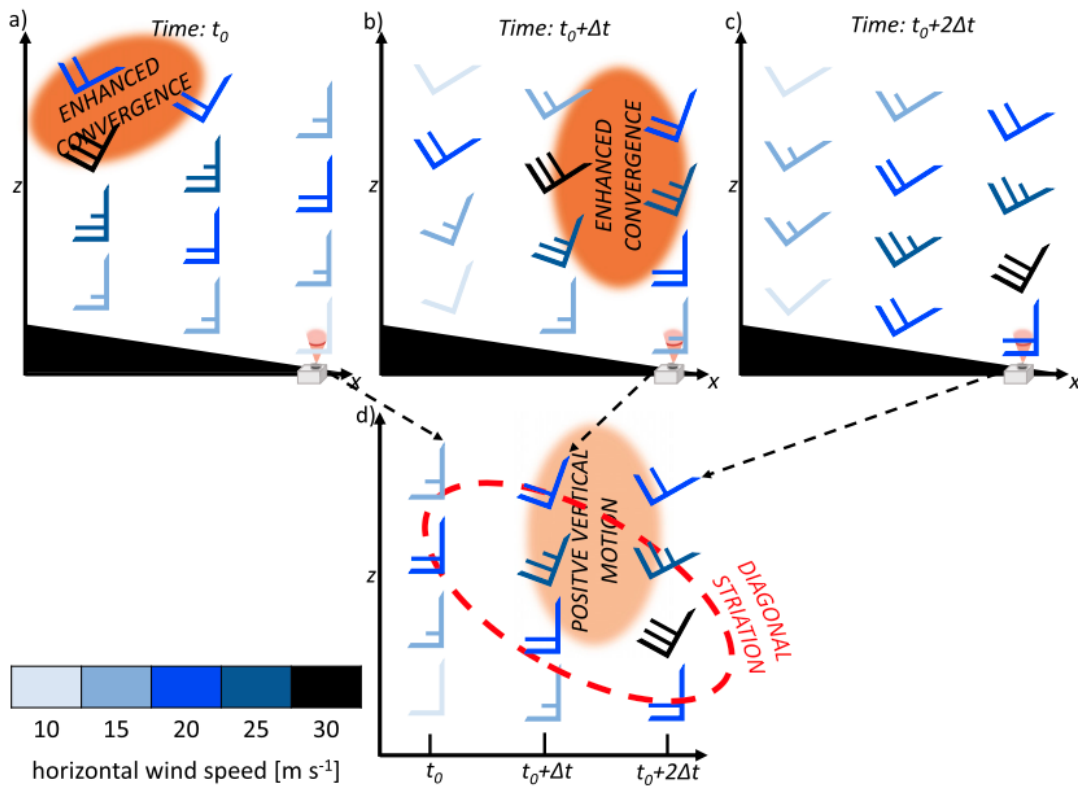 a)
Time: t0
ENHANCED
CONVERGENCE
z
x
b)
Time: t0+Δt
ENHANCED
CONVERGENCE
z
x
c)
Time: t0+2Δt
z
x
d)
POSITVE VERTICAL
MOTION
DIAGONAL
STRIATION
z
t0
t0+Δt
t0+2Δt
10 15 20 25 30
horizontal wind speed [m s-1]